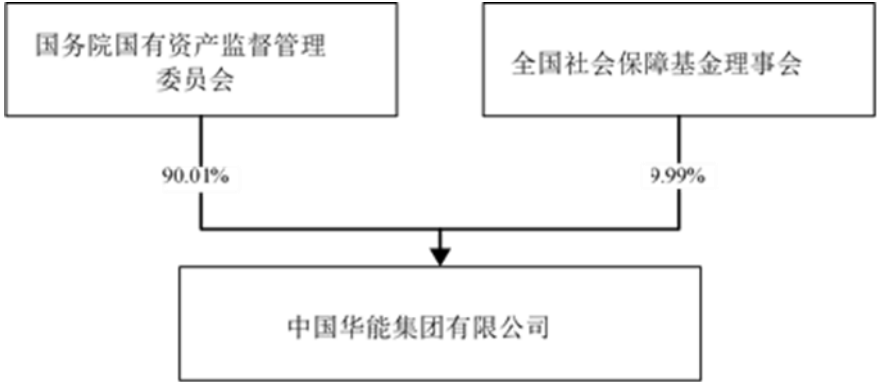 国务院国有资产监督管理
委员会
全国社会保障基金理事会
90.01%
9.99%
中国华能集团有限公司